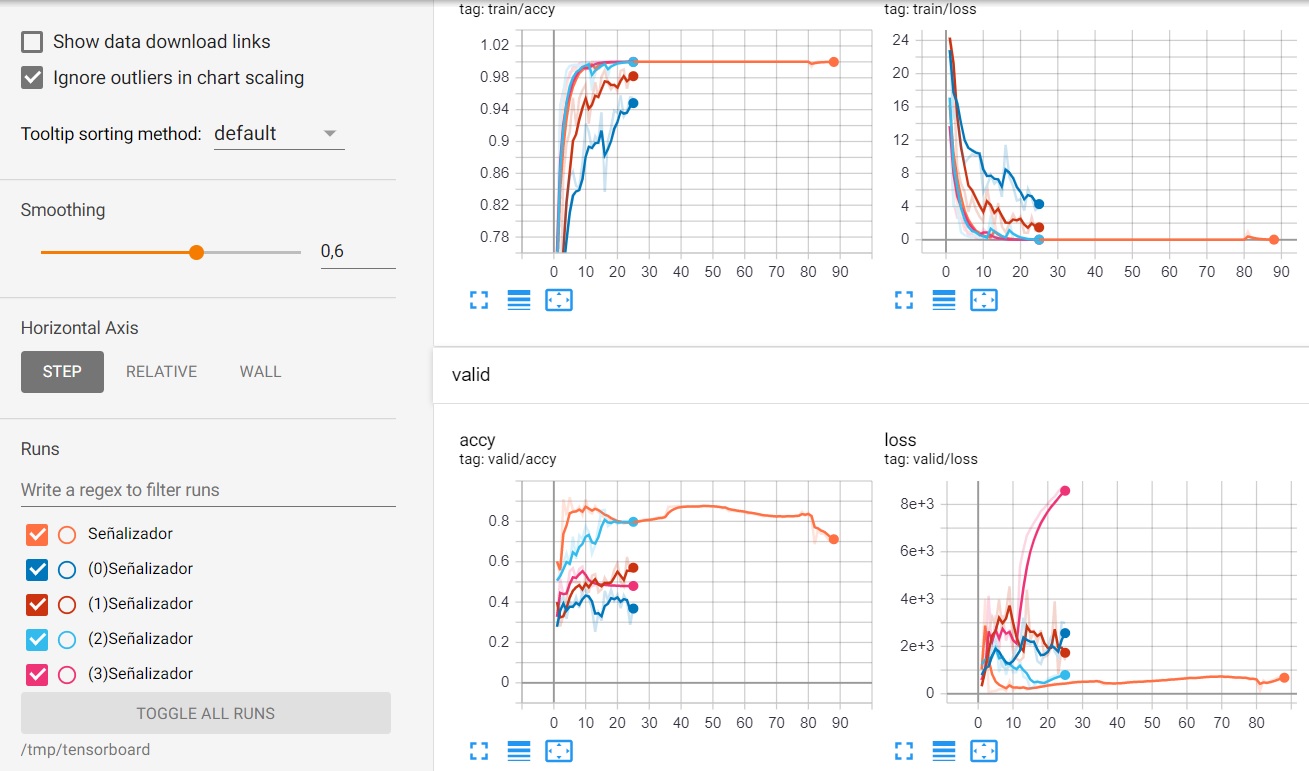 Show data download links
Ignore outliers in chart scaling
Tooltip sorting method: default
Smoothing
0,6
Horizontal Axis
STEP RELATIVE WALL
Runs
Write a regex to filter runs
Señalizador
(0)Señalizador
(1)Señalizador
(2)Señalizador
(3)Señalizador
TOGGLE ALL RUNS
/tmp/tensorboard
tag: train/accy
1.02
0.98
0.94
0.9
0.86
0.82
0.78
0 10 20 30 40 50 60 70 80 90
tag: train/loss
24
20
16
12
8
4
0
0 10 20 30 40 50 60 70 80 90
valid
accy
tag: valid/accy
0.8
0.6
0.4
0.2
0
0 10 20 30 40 50 60 70 80 90
loss
tag: valid/loss
8e+3
6e+3
4e+3
2e+3
0
0 10 20 30 40 50 60 70 80